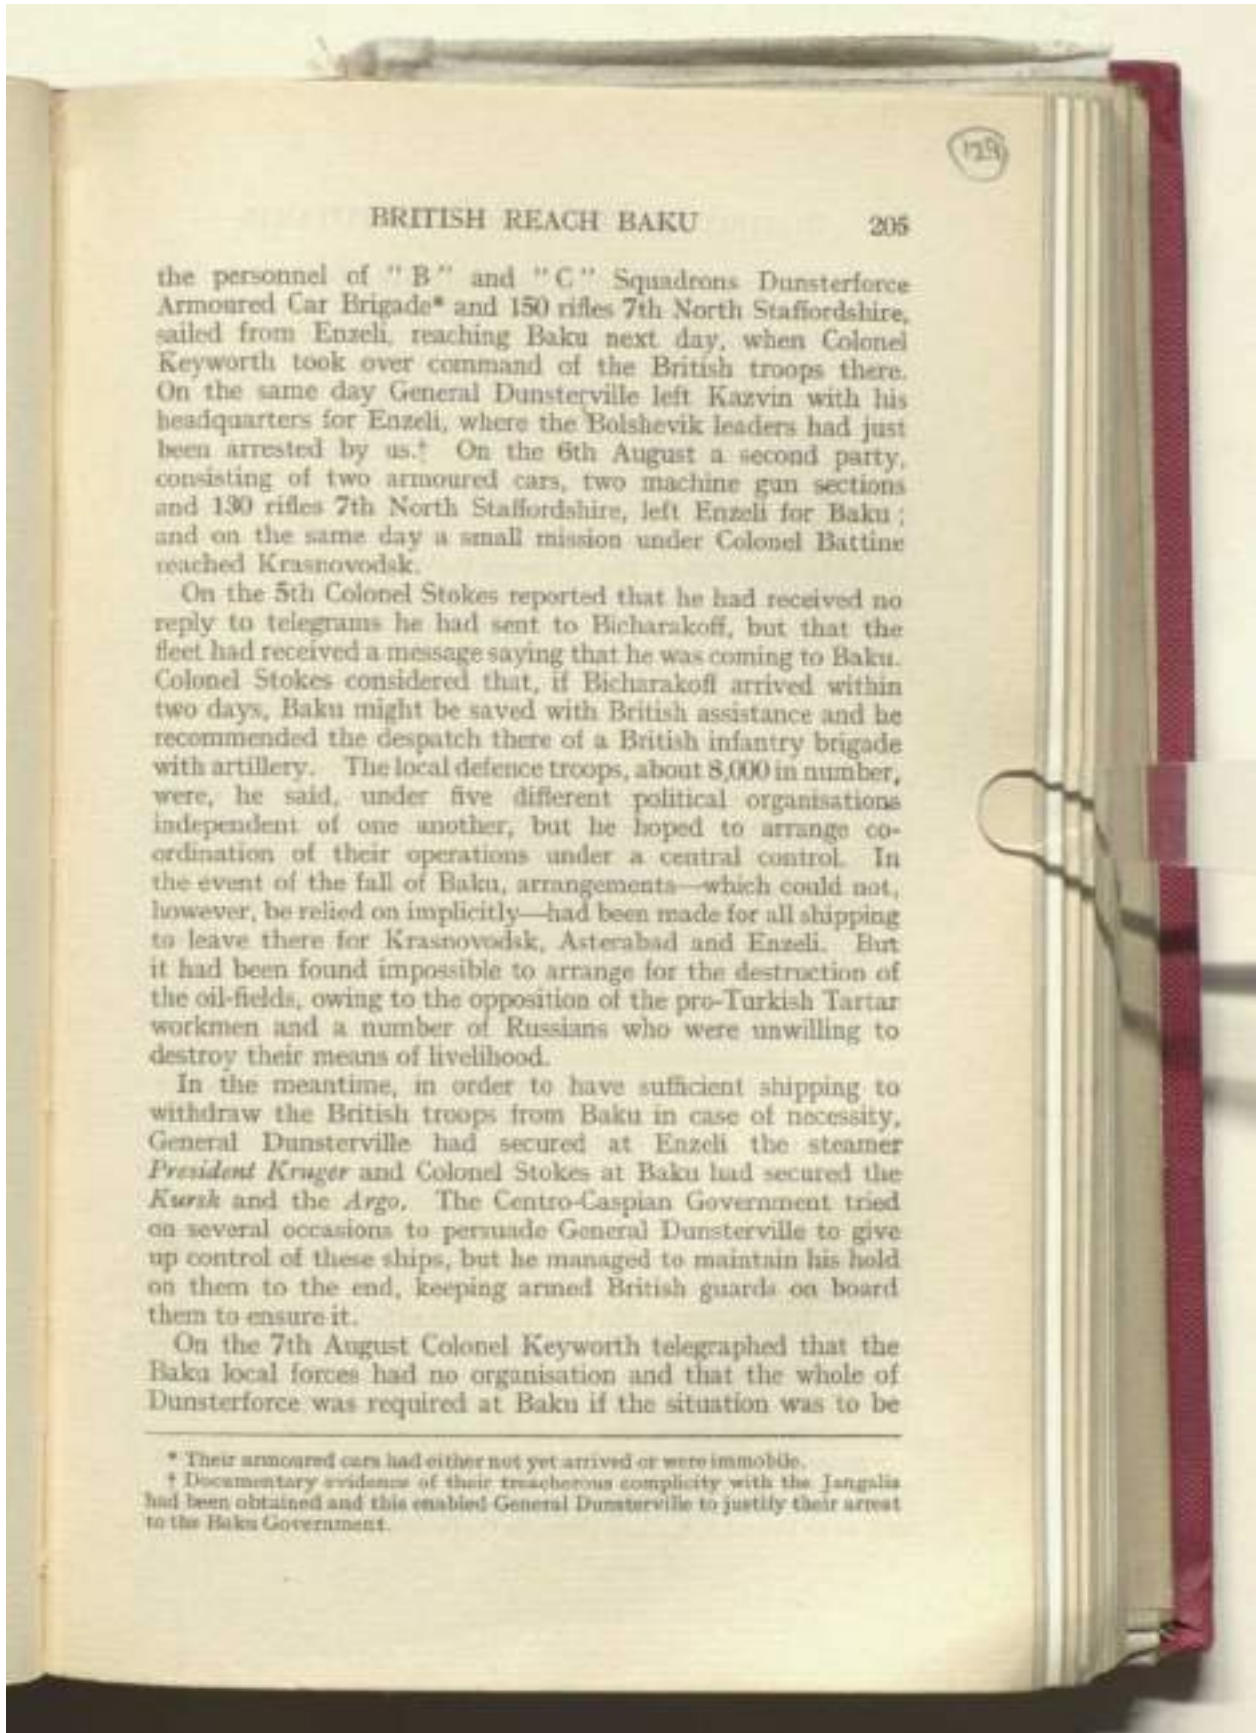 129
BRITISH REACH BAKU 205
the personnel of "B" and "C" Squadrons Dunsterforce
Armoured Car Brigade* and 150 rifles 7th North Staffordshire,
sailed from Enzeli, reaching Baku next day, when Colonel
Keyworth took over command of the British troops there.
On the same day General Dunsterville left Kazvin with his
headquarters for Enzeli, where the Bolshevik leaders had just
been arrested by us.† On the 6th August a second party,
consisting of two armoured cars, two machine gun sections
and 130 rifles 7th North Staffordshire, left Enzeli for Baku ;
and on the same day a small mission under Colonel Battine
reached Krasnovodsk.
On the 5th Colonel Stokes reported that he had received no
reply to telegrams he had sent to Bicharakoff, but that the
fleet had received a message saying that he was coming to Baku.
Colonel Stokes considered that, if Bicharakoff arrived within
two days, Baku might be saved with British assistance and he
recommended the despatch there of a British infantry brigade
with artillery. The local defence troops, about 8,000 in number,
were, he said, under five different political organisations
independent of one another, but he hoped to arrange co-
ordination of their operations under a central control. In
the event of the fall of Baku, arrangements—which could not,
however, be relied on implicitly—had been made for all shipping
to leave there for Krasnovodsk, Asterabad and Enzeli. But
it had been found impossible to arrange for the destruction of
the oil-fields, owing to the opposition of the pro-Turkish Tartar
workmen and a number of Russians who were unwilling to
destroy their means of livelihood.
In the meantime, in order to have sufficient shipping to
withdraw the British troops from Baku in case of necessity,
General Dunsterville had secured at Enzeli the steamer
President Kruger and Colonel Stokes at Baku had secured the
Kursk and the Argo. The Centro-Caspian Government tried
on several occasions to persuade General Dunsterville to give
up control of these ships, but he managed to maintain his hold
on them to the end, keeping armed British guards on board
them to ensure it.
On the 7th August Colonel Keyworth telegraphed that the
Baku local forces had no organisation and that the whole of
Dunsterforce was required at Baku if the situation was to be
* Their armoured cars had either not yet arrived or were immobile.
† Documentary evidence of their treacherous complicity with the Jangalis
had been obtained and this enabled General Dunsterville to justify their arrest
to the Baku Government.